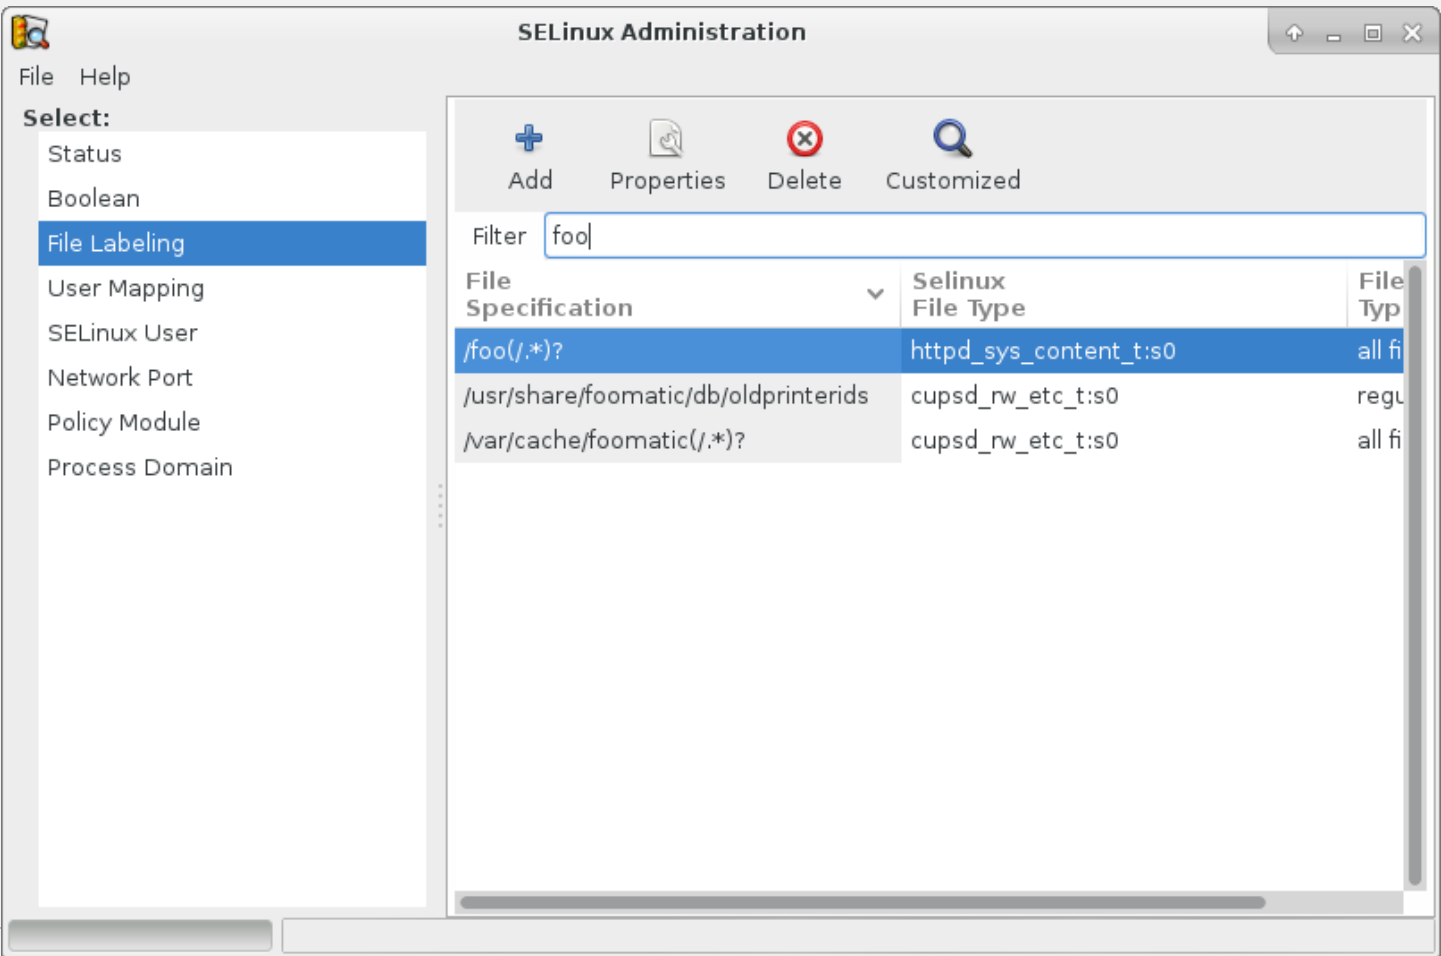 SELinux Administration
File Help
Select:
Status
Boolean
File Labeling
User Mapping
SELinux User
Network Port
Policy Module
Process Domain
Add Properties Delete Customized
Filter foo
File Specification Selinux File Type File Typ
/foo(/.*)? httpd_sys_content_t:s0 all fi
/usr/share/foomatic/db/oldprinterids cupsd_rw_etc_t:s0 regu
/var/cache/foomatic(/.*)? cupsd_rw_etc_t:s0 all fi